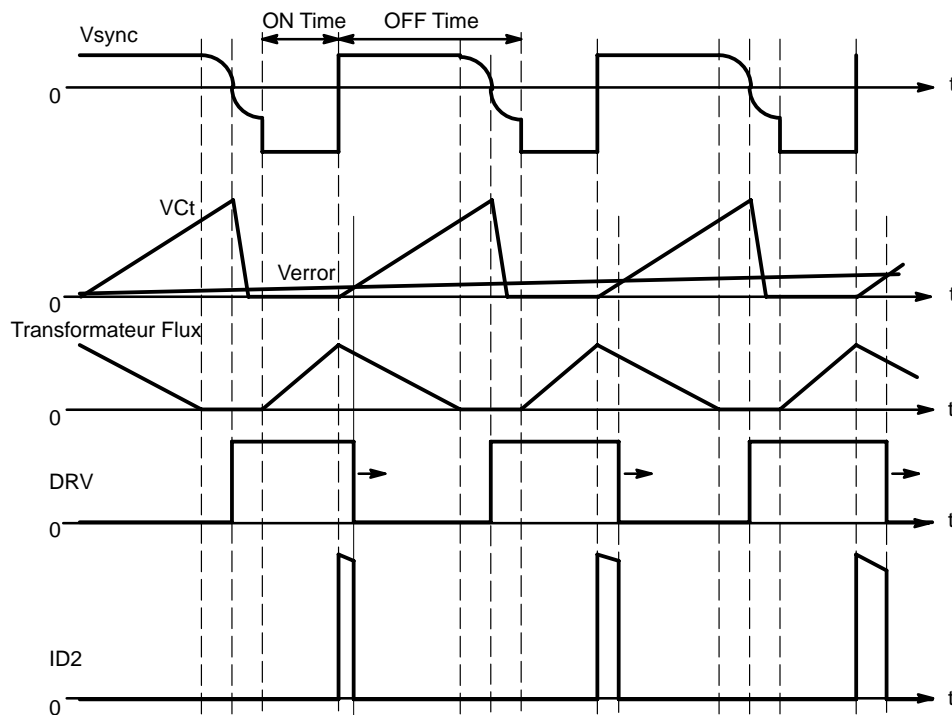 ON Time OFF Time
Vsync
0 t
VCt
Verror
0 t
Transformateur Flux
0 t
DRV
0 t
ID2
0 t